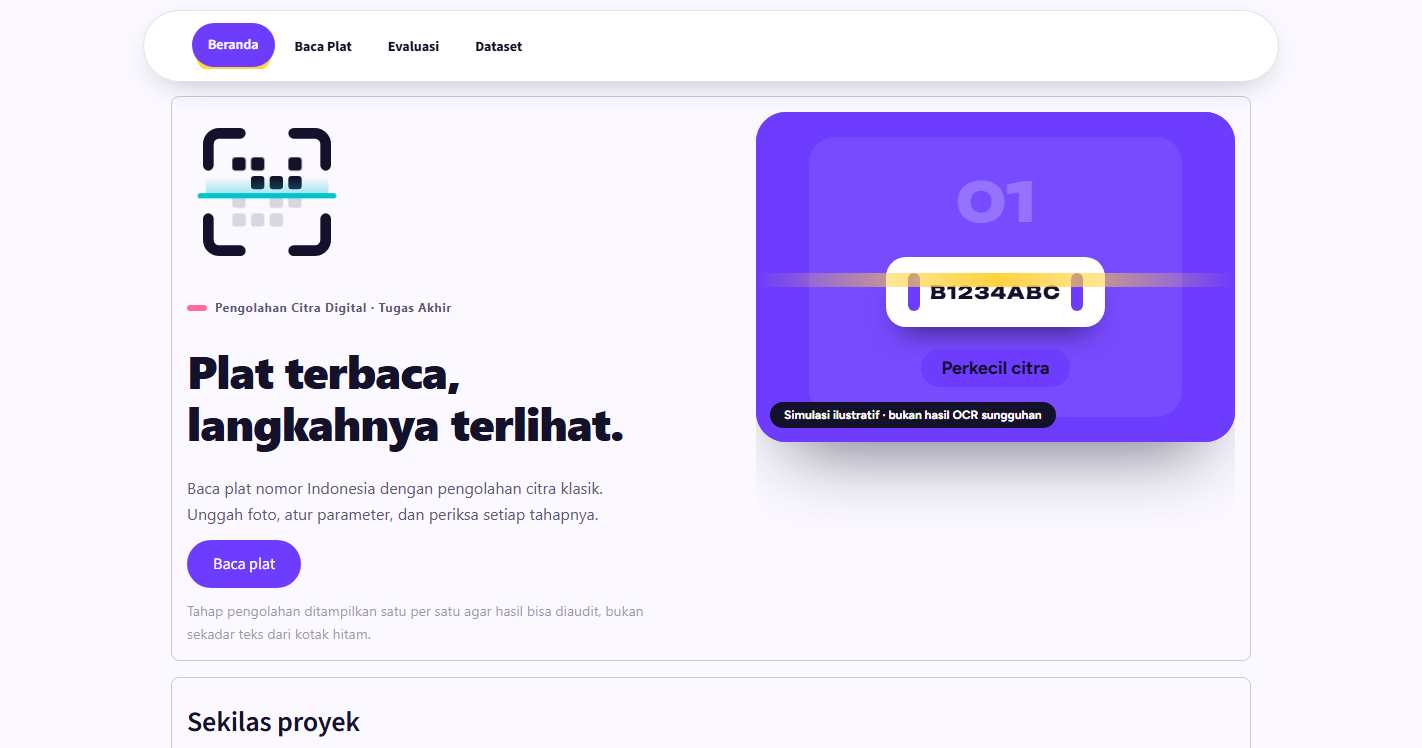 Beranda
Baca Plat
Evaluasi
Dataset
Pengolahan Citra Digital · Tugas Akhir
Plat terbaca,
langkahnya terlihat.
Baca plat nomor Indonesia dengan pengolahan citra klasik.
Unggah foto, atur parameter, dan periksa setiap tahapnya.
Baca plat
Tahap pengolahan ditampilkan satu per satu agar hasil bisa diaudit, bukan
sekadar teks dari kotak hitam.
01
B1234ABC
Perkecil citra
Simulasi ilustratif · bukan hasil OCR sungguhan
Sekilas proyek